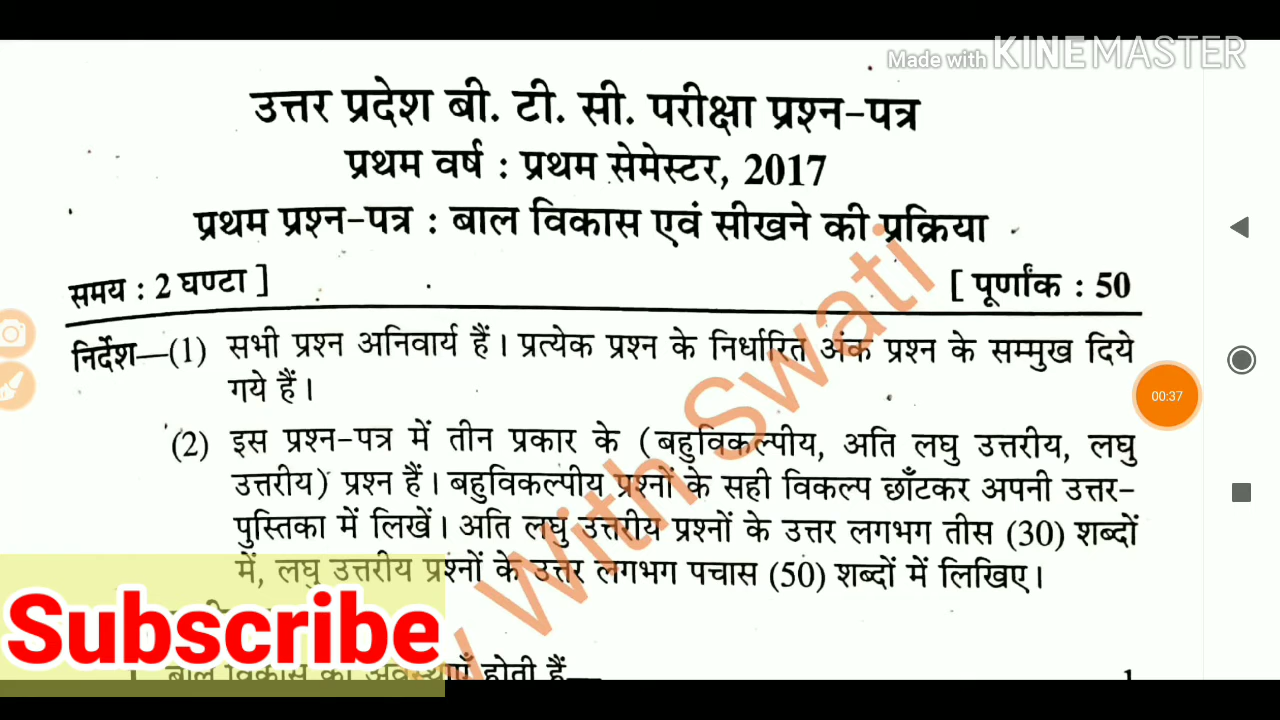 Made with KINEMASTER
उत्तर प्रदेश बी. टी. सी. परीक्षा प्रश्न-पत्र
प्रथम वर्ष : प्रथम सेमेस्टर, 2017
प्रथम प्रश्न-पत्र : बाल विकास एवं सीखने की प्रक्रिया
समय : 2 घण्टा ] [ पूर्णांक : 50
निर्देश—(1) सभी प्रश्न अनिवार्य हैं। प्रत्येक प्रश्न के निर्धारित अंक प्रश्न के सम्मुख दिये
गये हैं।
00:37
(2) इस प्रश्न-पत्र में तीन प्रकार के (बहुविकल्पीय, अति लघु उत्तरीय, लघु
उत्तरीय) प्रश्न हैं। बहुविकल्पीय प्रश्नों के सही विकल्प छाँटकर अपनी उत्तर-
पुस्तिका में लिखें। अति लघु उत्तरीय प्रश्नों के उत्तर लगभग तीस (30) शब्दों
में, लघु उत्तरीय प्रश्नों के उत्तर लगभग पचास (50) शब्दों में लिखिए।
With Swati
Subscribe
बाल विकास की अवस्थाएँ होती हैं— 1